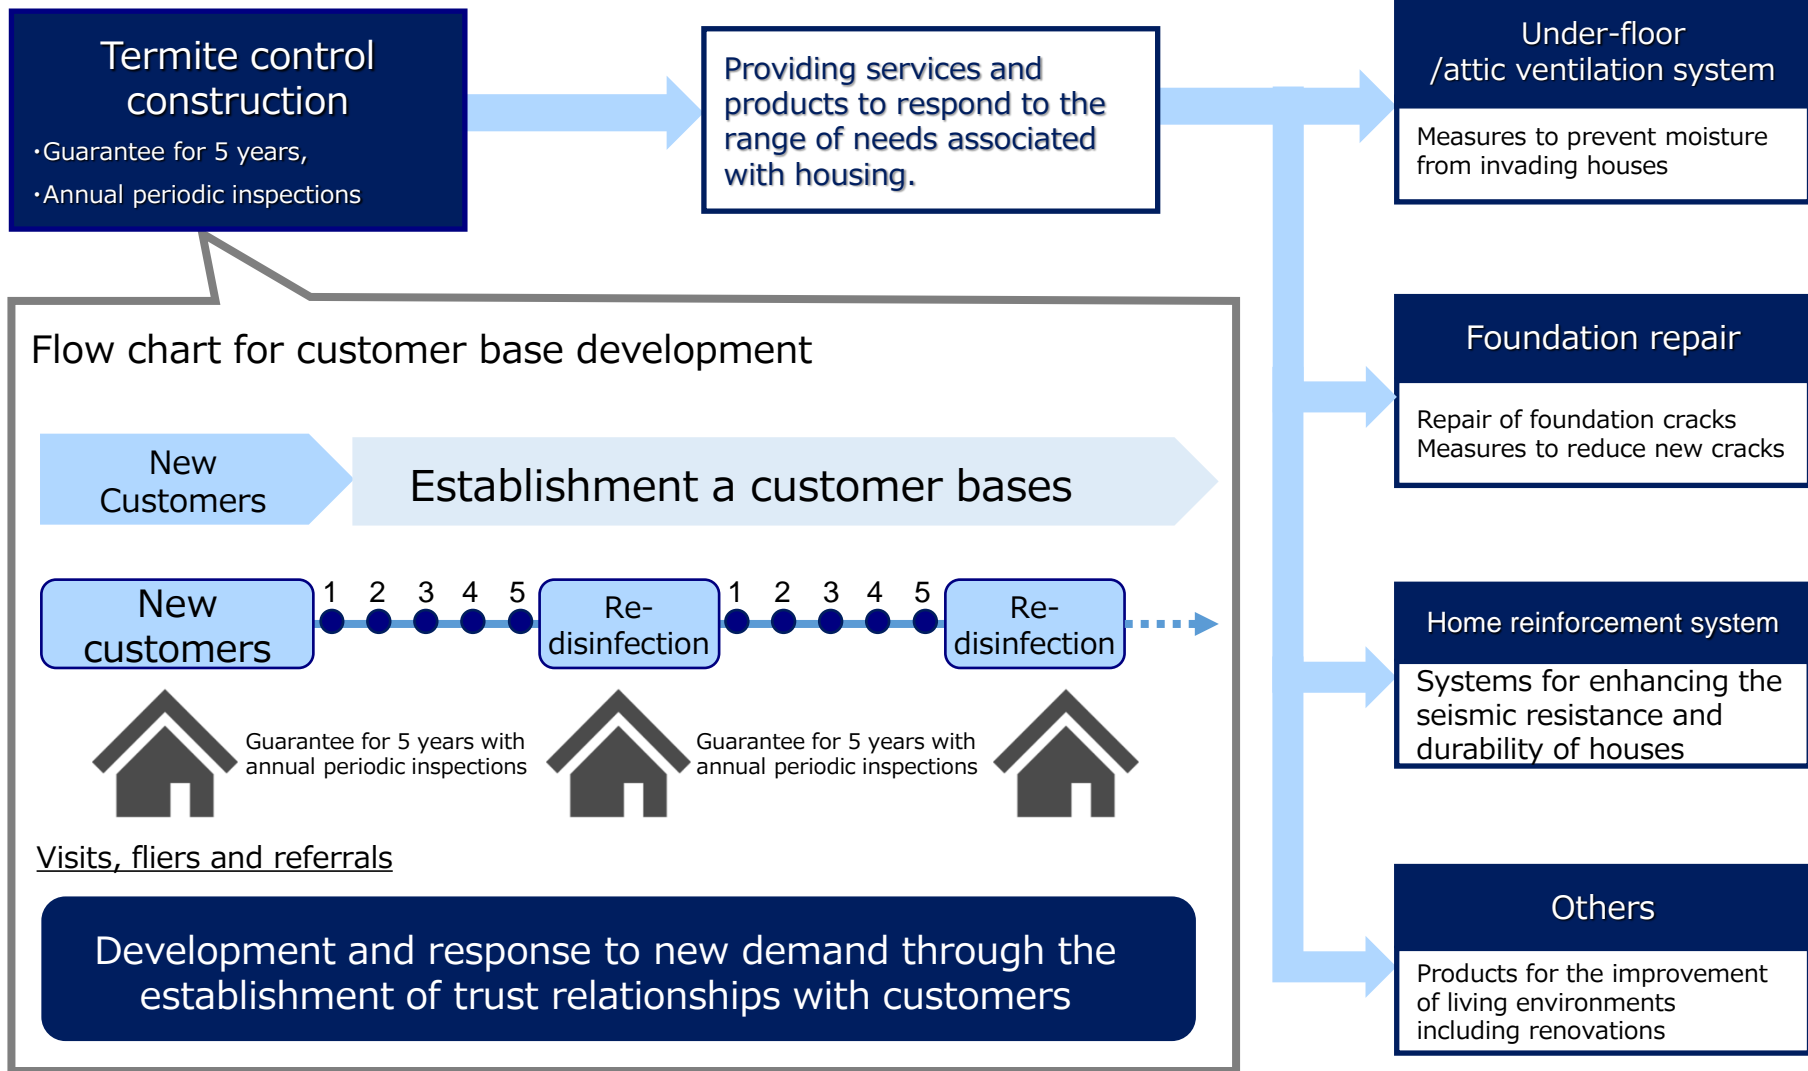 Termite control
construction
・Guarantee for 5 years,
・Annual periodic inspections
Providing services and
products to respond to the
range of needs associated
with housing.
Under-floor
/attic ventilation system
Measures to prevent moisture
from invading houses
Foundation repair
Repair of foundation cracks
Measures to reduce new cracks
Home reinforcement system
Systems for enhancing the
seismic resistance and
durability of houses
Others
Products for the improvement
of living environments
including renovations
Flow chart for customer base development
New
Customers
Establishment a customer bases
New
customers
1 2 3 4 5
Re-
disinfection
1 2 3 4 5
Re-
disinfection
Guarantee for 5 years with
annual periodic inspections
Guarantee for 5 years with
annual periodic inspections
Visits, fliers and referrals
Development and response to new demand through the
establishment of trust relationships with customers